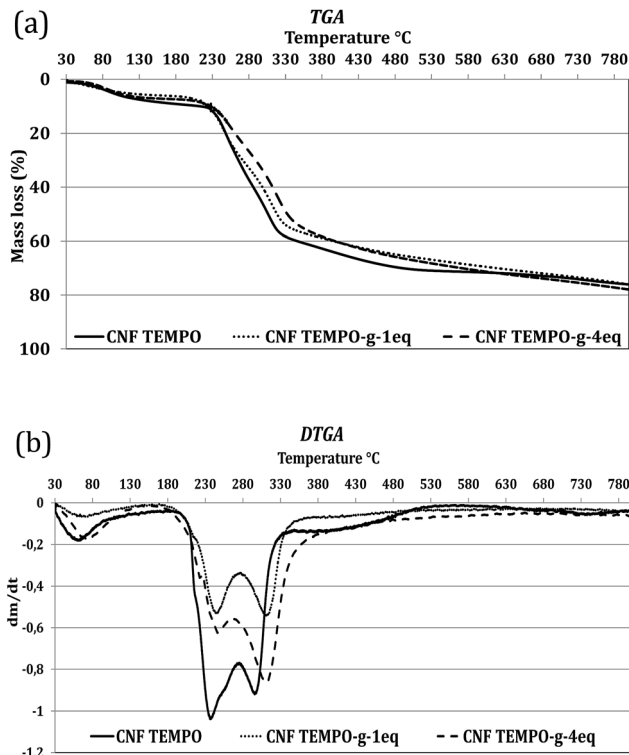 (a)
TGA
Temperature °C
30 80 130 180 230 280 330 380 430 480 530 580 630 680 730 780
0
20
40
60
80
100
Mass loss (%)
CNF TEMPO CNF TEMPO-g-1eq CNF TEMPO-g-4eq
(b)
DTGA
Temperature °C
30 80 130 180 230 280 330 380 430 480 530 580 630 680 730 780
0
-0,2
-0,4
-0,6
-0,8
-1
-1,2
dm/dt
CNF TEMPO CNF TEMPO-g-1eq CNF TEMPO-g-4eq